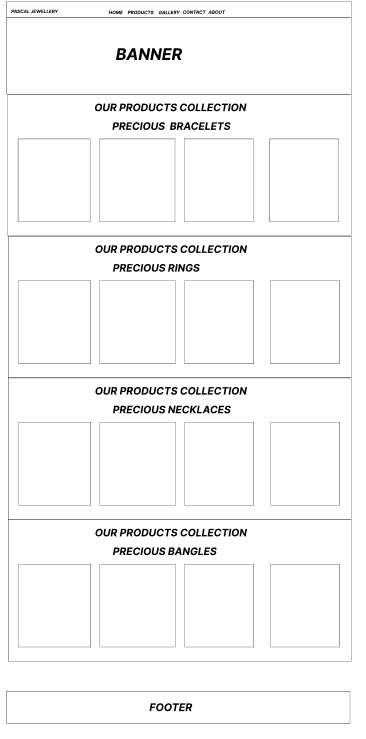 PASCAL JEWELLERY HOME PRODUCTS GALLERY CONTACT ABOUT
BANNER
OUR PRODUCTS COLLECTION
PRECIOUS BRACELETS
OUR PRODUCTS COLLECTION
PRECIOUS RINGS
OUR PRODUCTS COLLECTION
PRECIOUS NECKLACES
OUR PRODUCTS COLLECTION
PRECIOUS BANGLES
FOOTER